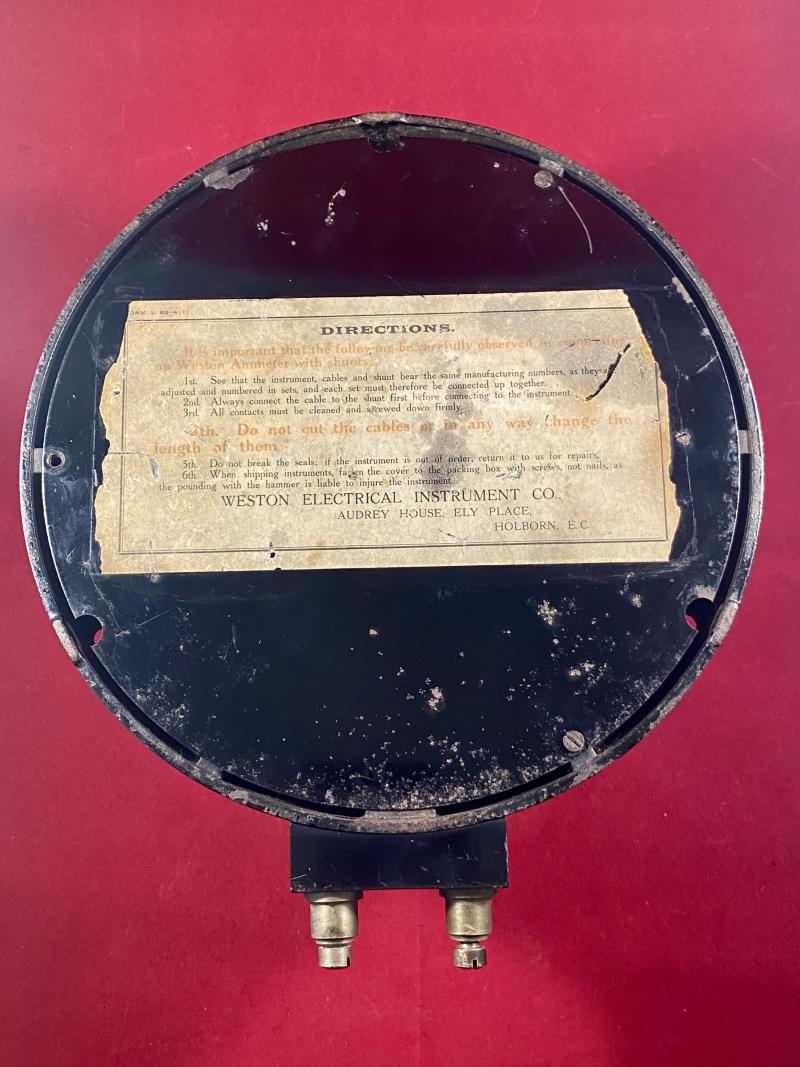 DIRECTIONS.
It is important that the following be carefully observed in connecting
up Weston Ammeter with shunts.
1st. See that the instrument, cables and shunt bear the same manufacturing numbers, as they are
adjusted and numbered in sets, and each set must therefore be connected up together.
2nd. Always connect the cable to the shunt first before connecting to the instrument.
3rd. All contacts must be cleaned and screwed down firmly.
4th. Do not cut the cables or in any way change the
length of them.
5th. Do not break the seals; if the instrument is out of order, return it to us for repairs.
6th. When shipping instruments, fasten the cover to the packing box with screws, not nails, as
the pounding with the hammer is liable to injure the instrument.
WESTON ELECTRICAL INSTRUMENT CO.,
AUDREY HOUSE, ELY PLACE,
HOLBORN, E.C.